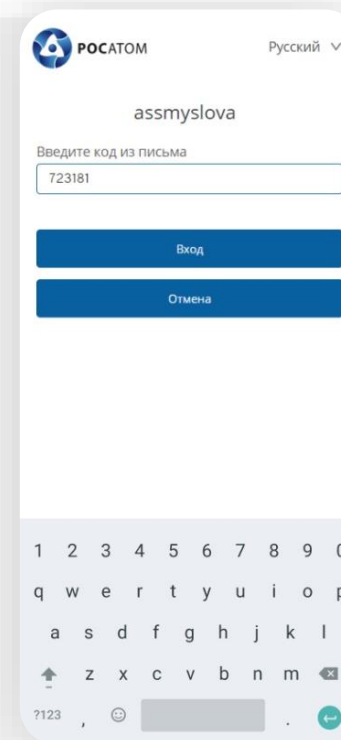 РОСАТОМ
Русский
assmyslova
Введите код из письма
723181
Вход
Отмена
1 2 3 4 5 6 7 8 9 0
q w e r t y u i o p
a s d f g h j k l
z x c v b n m
?123 , .